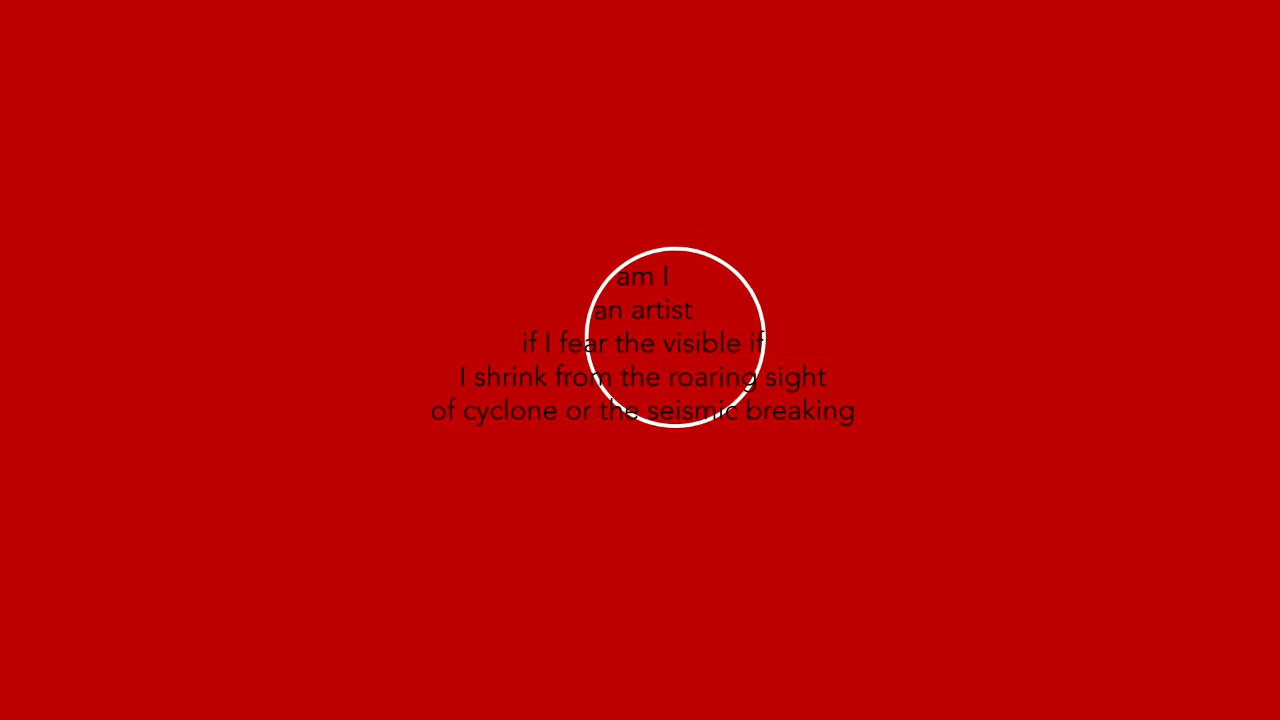 am I
an artist
if I fear the visible if
I shrink from the roaring sight
of cyclone or the seismic breaking